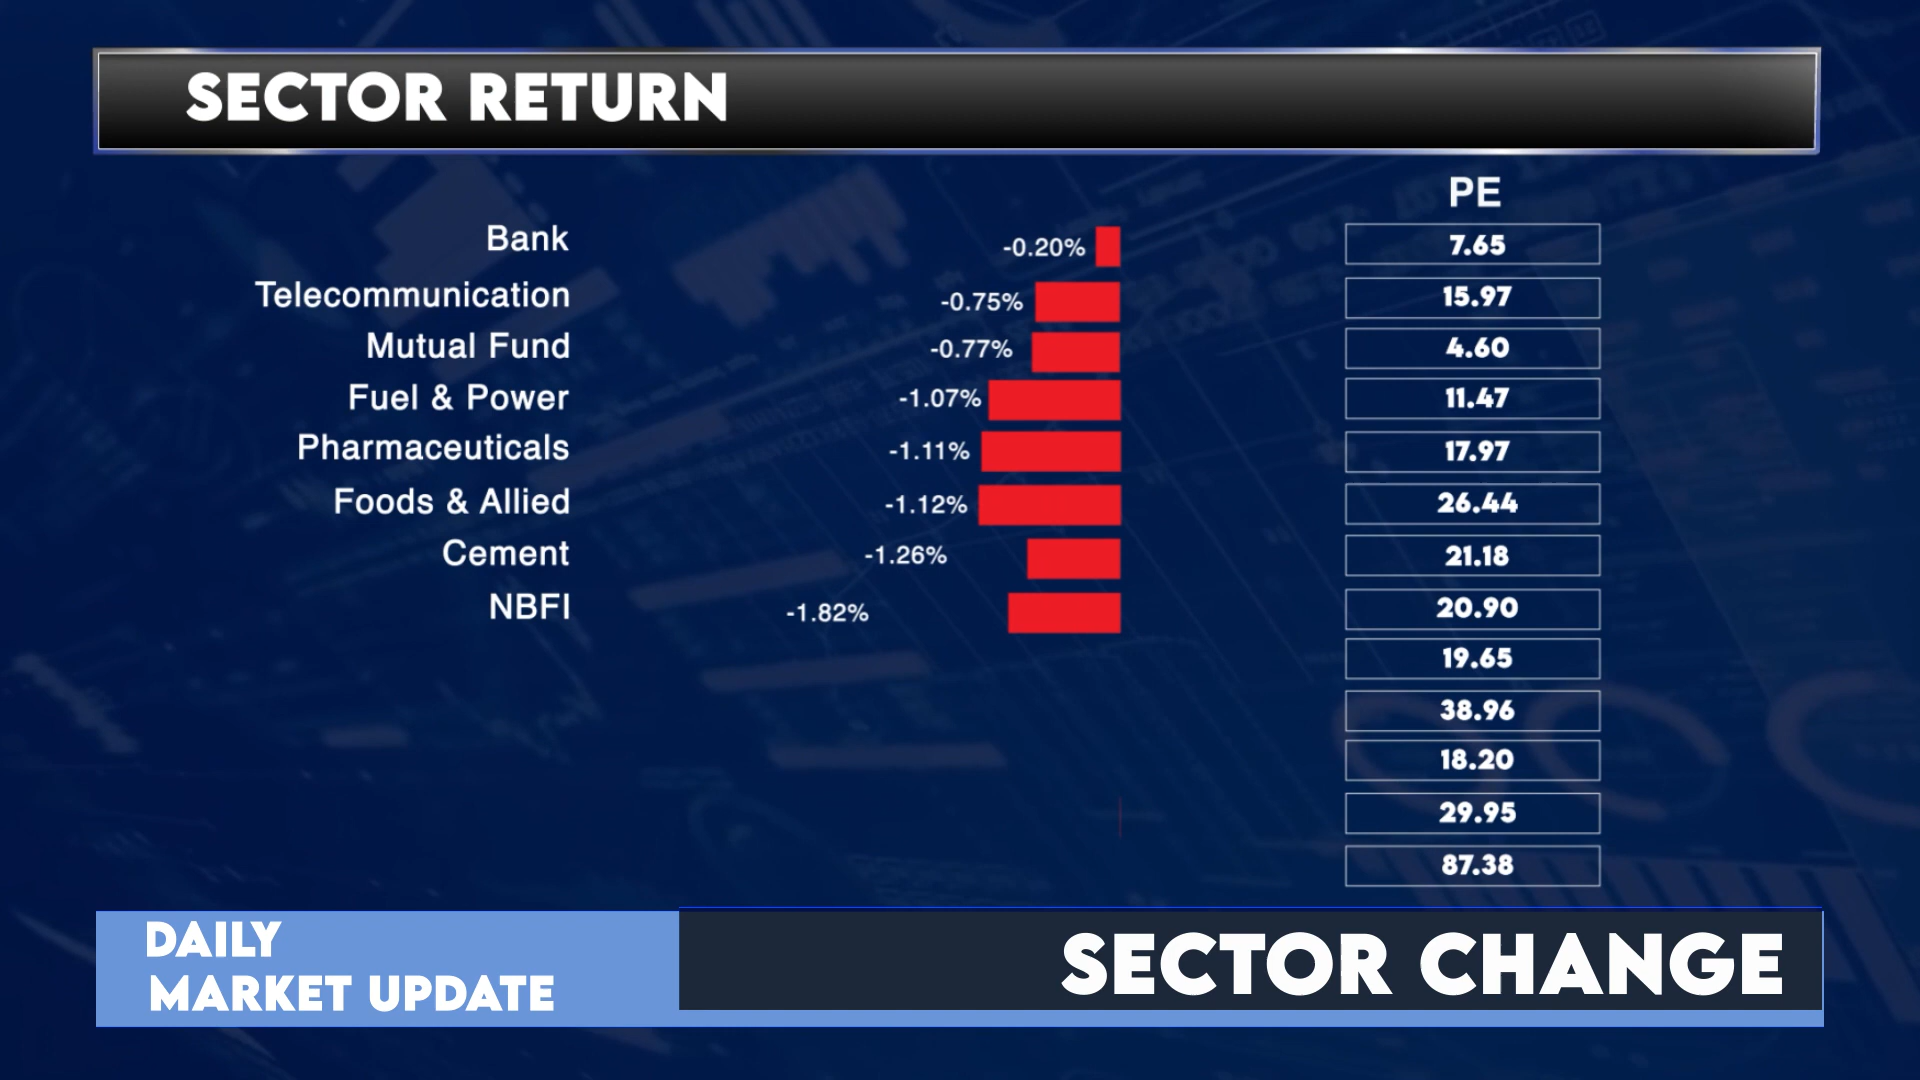 SECTOR RETURN
PE
Bank -0.20% 7.65
Telecommunication -0.75% 15.97
Mutual Fund -0.77% 4.60
Fuel & Power -1.07% 11.47
Pharmaceuticals -1.11% 17.97
Foods & Allied -1.12% 26.44
Cement -1.26% 21.18
NBFI -1.82% 20.90
19.65
38.96
18.20
29.95
87.38
DAILY
MARKET UPDATE
SECTOR CHANGE